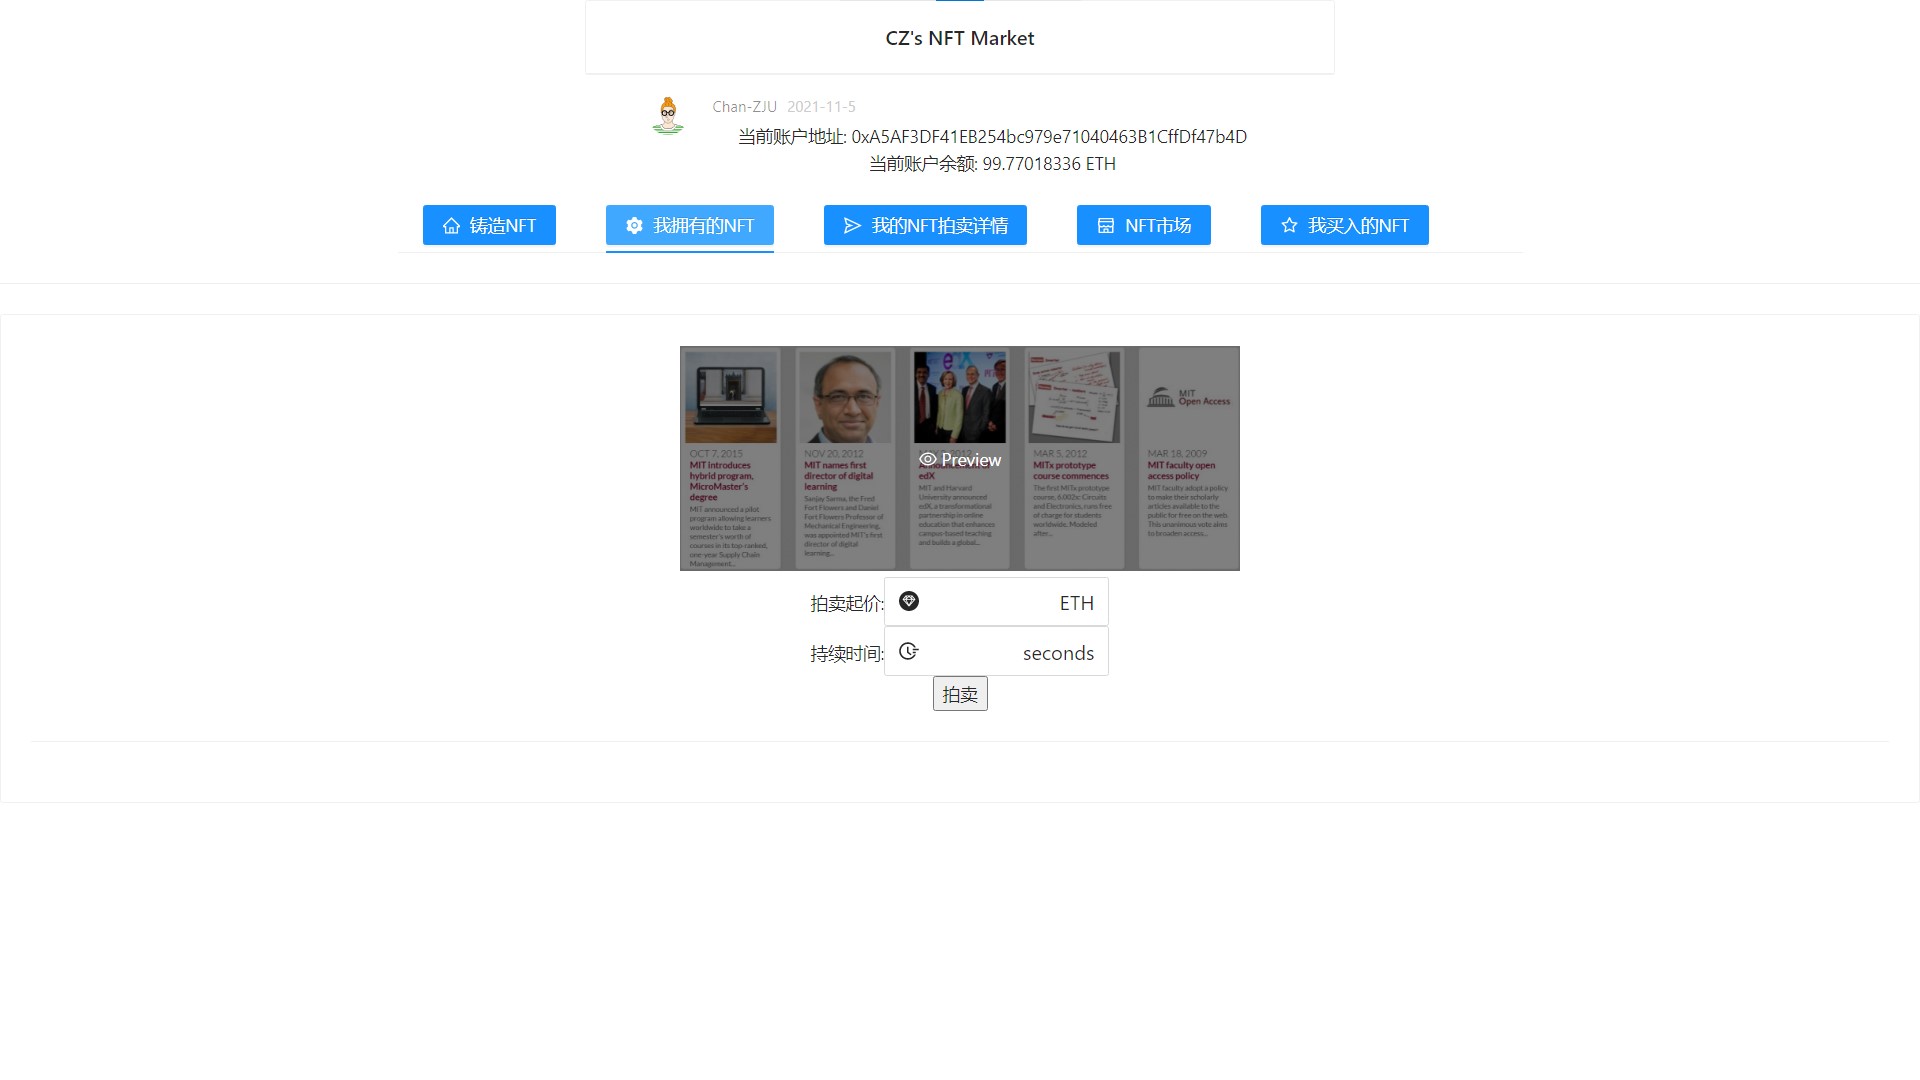 CZ's NFT Market
Chan-ZJU 2021-11-5
当前账户地址: 0xA5AF3DF41EB254bc979e71040463B1CffDf47b4D
当前账户余额: 99.77018336 ETH
铸造NFT 我拥有的NFT 我的NFT拍卖详情 NFT市场 我买入的NFT
MIT
Open Access
OCT 7, 2015
MIT introduces
hybrid program,
MicroMaster's
degree
MIT announced a pilot
program allowing learners
worldwide to take a
semester's worth of
courses in its top-ranked,
one-year Supply Chain
Management...
NOV 20, 2012
MIT names first
director of digital
learning
Sanjay Sarma, the Fred
Fort Flowers and Daniel
Fort Flowers Professor of
Mechanical Engineering,
was appointed MIT's first
director of digital
learning...
Preview
edX
MIT and Harvard
University announced
edX, a transformational
partnership in online
education that enhances
campus-based teaching
and builds a global...
MAR 5, 2012
MITx prototype
course commences
The first MITx prototype
course, 6.002x: Circuits
and Electronics, runs free
of charge for students
worldwide. Modeled
after...
MAR 18, 2009
MIT faculty open
access policy
MIT faculty adopt a policy
to make their scholarly
articles available to the
public for free on the web.
This unanimous vote aims
to broaden access...
拍卖起价: ETH
持续时间: seconds
拍卖